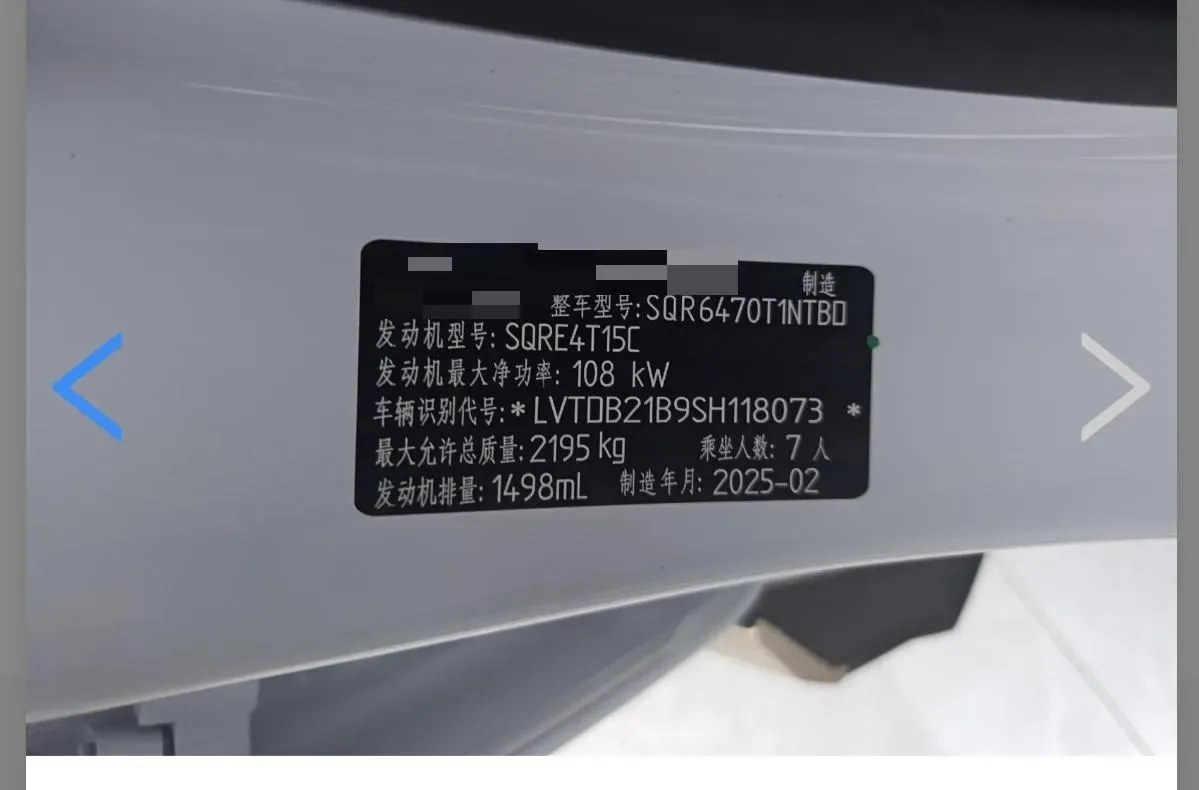 制造
整车型号:SQR6470T1NTBD
发动机型号: SQRE4T15C
发动机最大净功率: 108 kW
车辆识别代号:*LVTDB21B9SH118073 *
最大允许总质量:2195kg 乘坐人数: 7 人
发动机排量:1498mL 制造年月: 2025-02